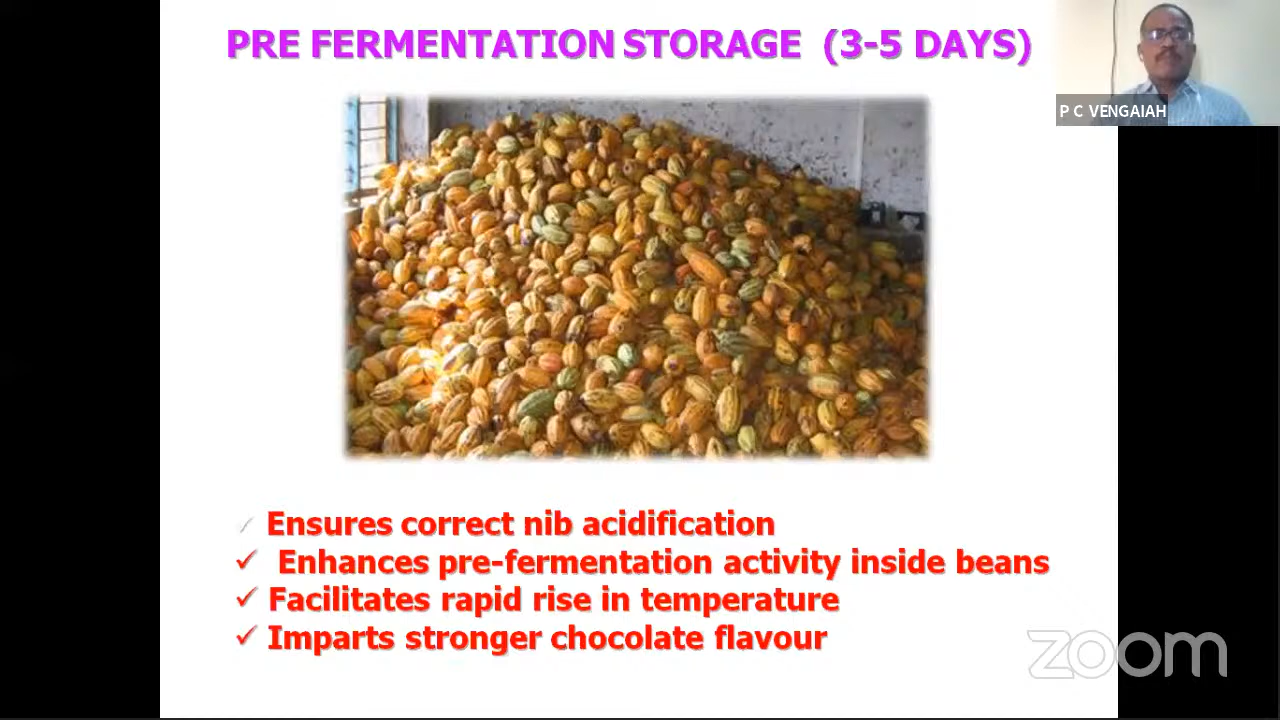 PRE FERMENTATION STORAGE (3-5 DAYS)
P C VENGAIAH
Ensures correct nib acidification
Enhances pre-fermentation activity inside beans
Facilitates rapid rise in temperature
Imparts stronger chocolate flavour
zoom